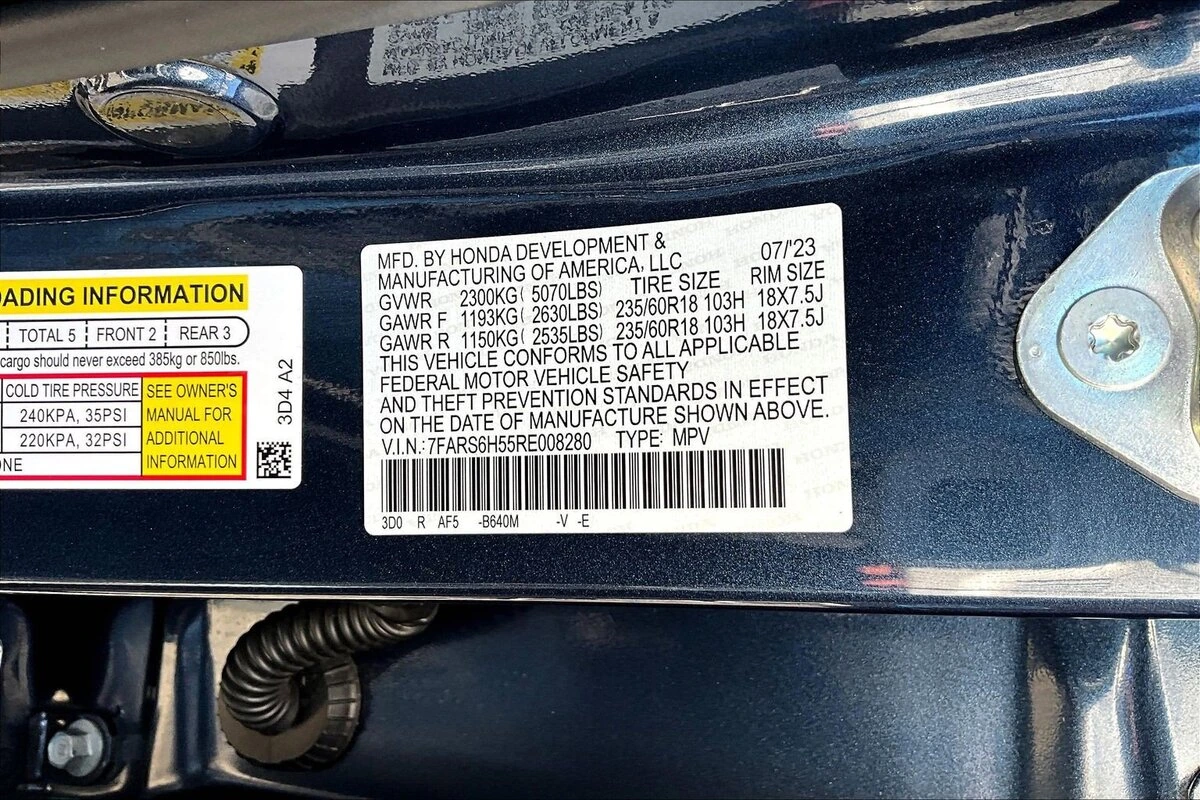 OADING INFORMATION
TOTAL 5 FRONT 2 REAR 3
cargo should never exceed 385kg or 850lbs.
COLD TIRE PRESSURE
240KPA, 35PSI
220KPA, 32PSI
ONE
SEE OWNER'S
MANUAL FOR
ADDITIONAL
INFORMATION
3D4 A2
MFD. BY HONDA DEVELOPMENT &
MANUFACTURING OF AMERICA, LLC 07/'23
GVWR 2300KG( 5070LBS) TIRE SIZE RIM SIZE
GAWR F 1193KG( 2630LBS) 235/60R18 103H 18X7.5J
GAWR R 1150KG( 2535LBS) 235/60R18 103H 18X7.5J
THIS VEHICLE CONFORMS TO ALL APPLICABLE
FEDERAL MOTOR VEHICLE SAFETY
AND THEFT PREVENTION STANDARDS IN EFFECT
ON THE DATE OF MANUFACTURE SHOWN ABOVE.
V.I.N.:7FARS6H55RE008280 TYPE: MPV
3D0 R AF5 -B640M -V -E